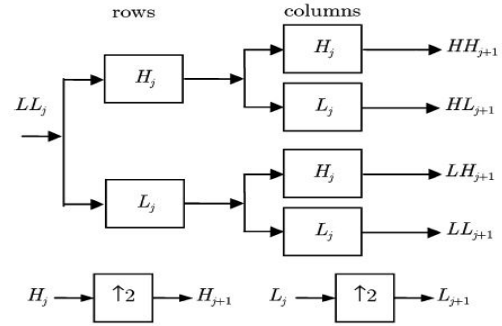 rows columns
H_j HH_{j+1}
H_j
LL_j L_j HL_{j+1}
H_j LH_{j+1}
L_j
L_j LL_{j+1}
H_j ↑2 H_{j+1} L_j ↑2 L_{j+1}